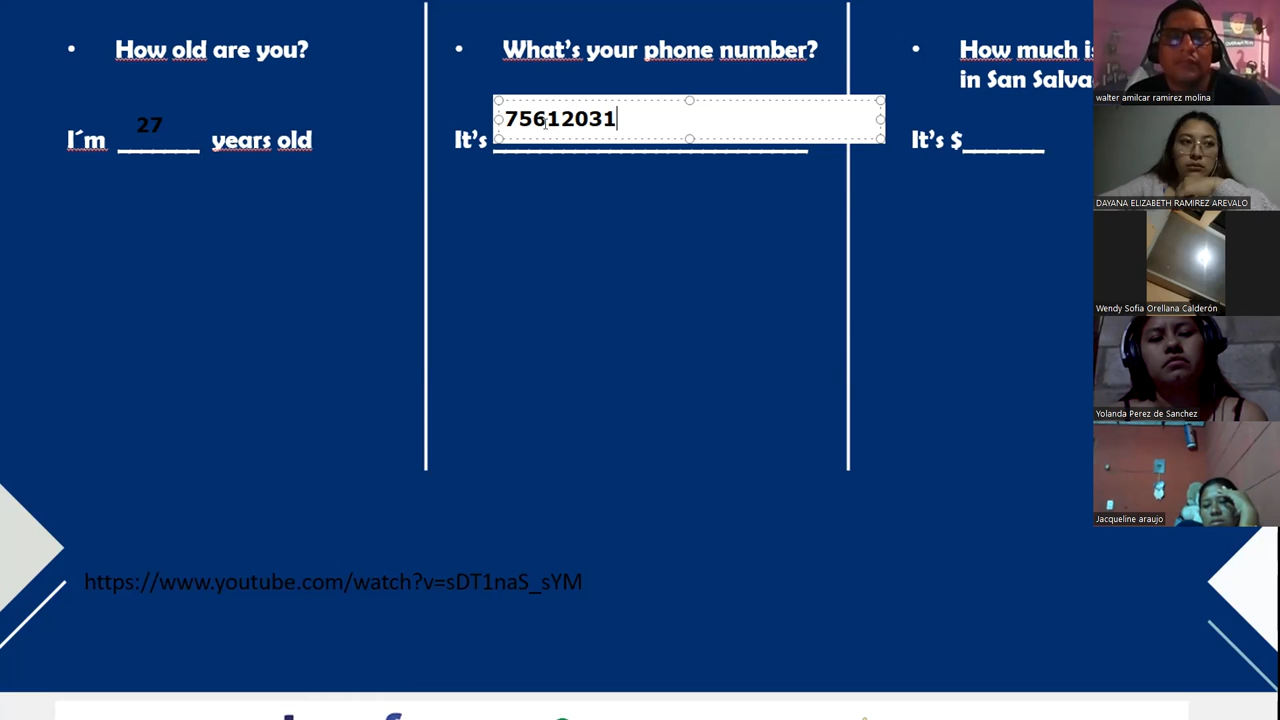 • How old are you?
I´m 27 years old
• What's your phone number?
It's 75612031
• How much is
in San Salva
It's $
https://www.youtube.com/watch?v=sDT1naS_sYM
walter amilcar ramirez molina
DAYANA ELIZABETH RAMIREZ AREVALO
Wendy Sofia Orellana Calderón
Yolanda Perez de Sanchez
Jacqueline araujo